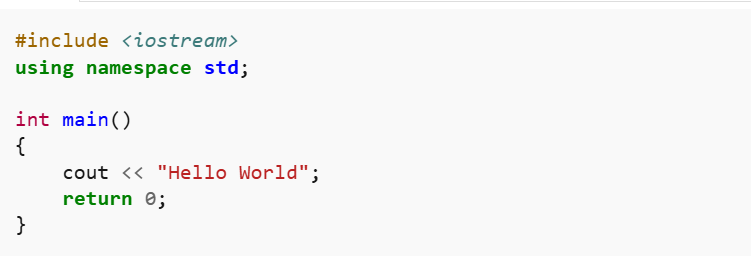 #include <iostream>
using namespace std;

int main()
{
    cout << "Hello World";
    return 0;
}